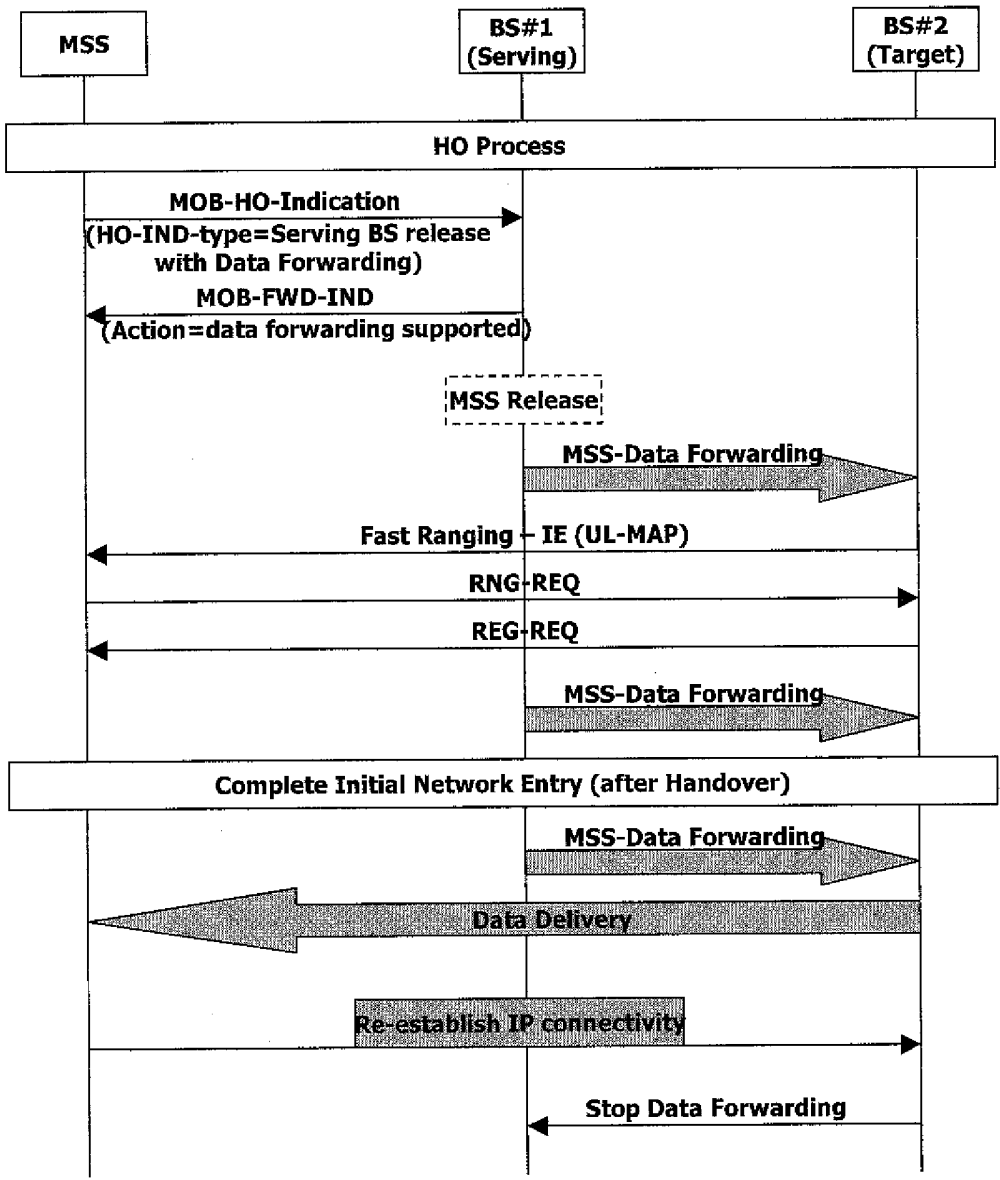 MSS
BS#1
(Serving)
BS#2
(Target)
HO Process
MOB-HO-Indication
(HO-IND-type=Serving BS release
with Data Forwarding)
MOB-FWD-IND
(Action=data forwarding supported)
MSS Release
MSS-Data Forwarding
Fast Ranging – IE (UL-MAP)
RNG-REQ
REG-REQ
MSS-Data Forwarding
Complete Initial Network Entry (after Handover)
MSS-Data Forwarding
Data Delivery
Re-establish IP connectivity
Stop Data Forwarding